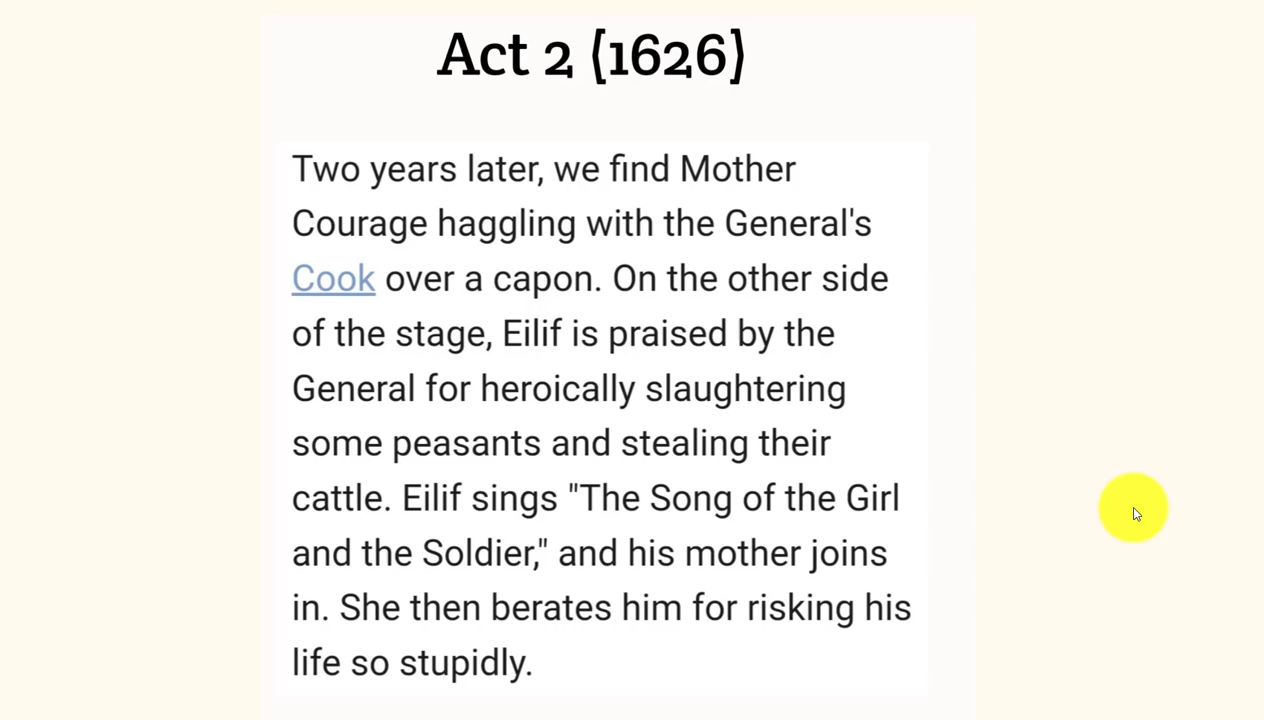 Act 2 (1626)
Two years later, we find Mother
Courage haggling with the General's
Cook over a capon. On the other side
of the stage, Eilif is praised by the
General for heroically slaughtering
some peasants and stealing their
cattle. Eilif sings "The Song of the Girl
and the Soldier," and his mother joins
in. She then berates him for risking his
life so stupidly.